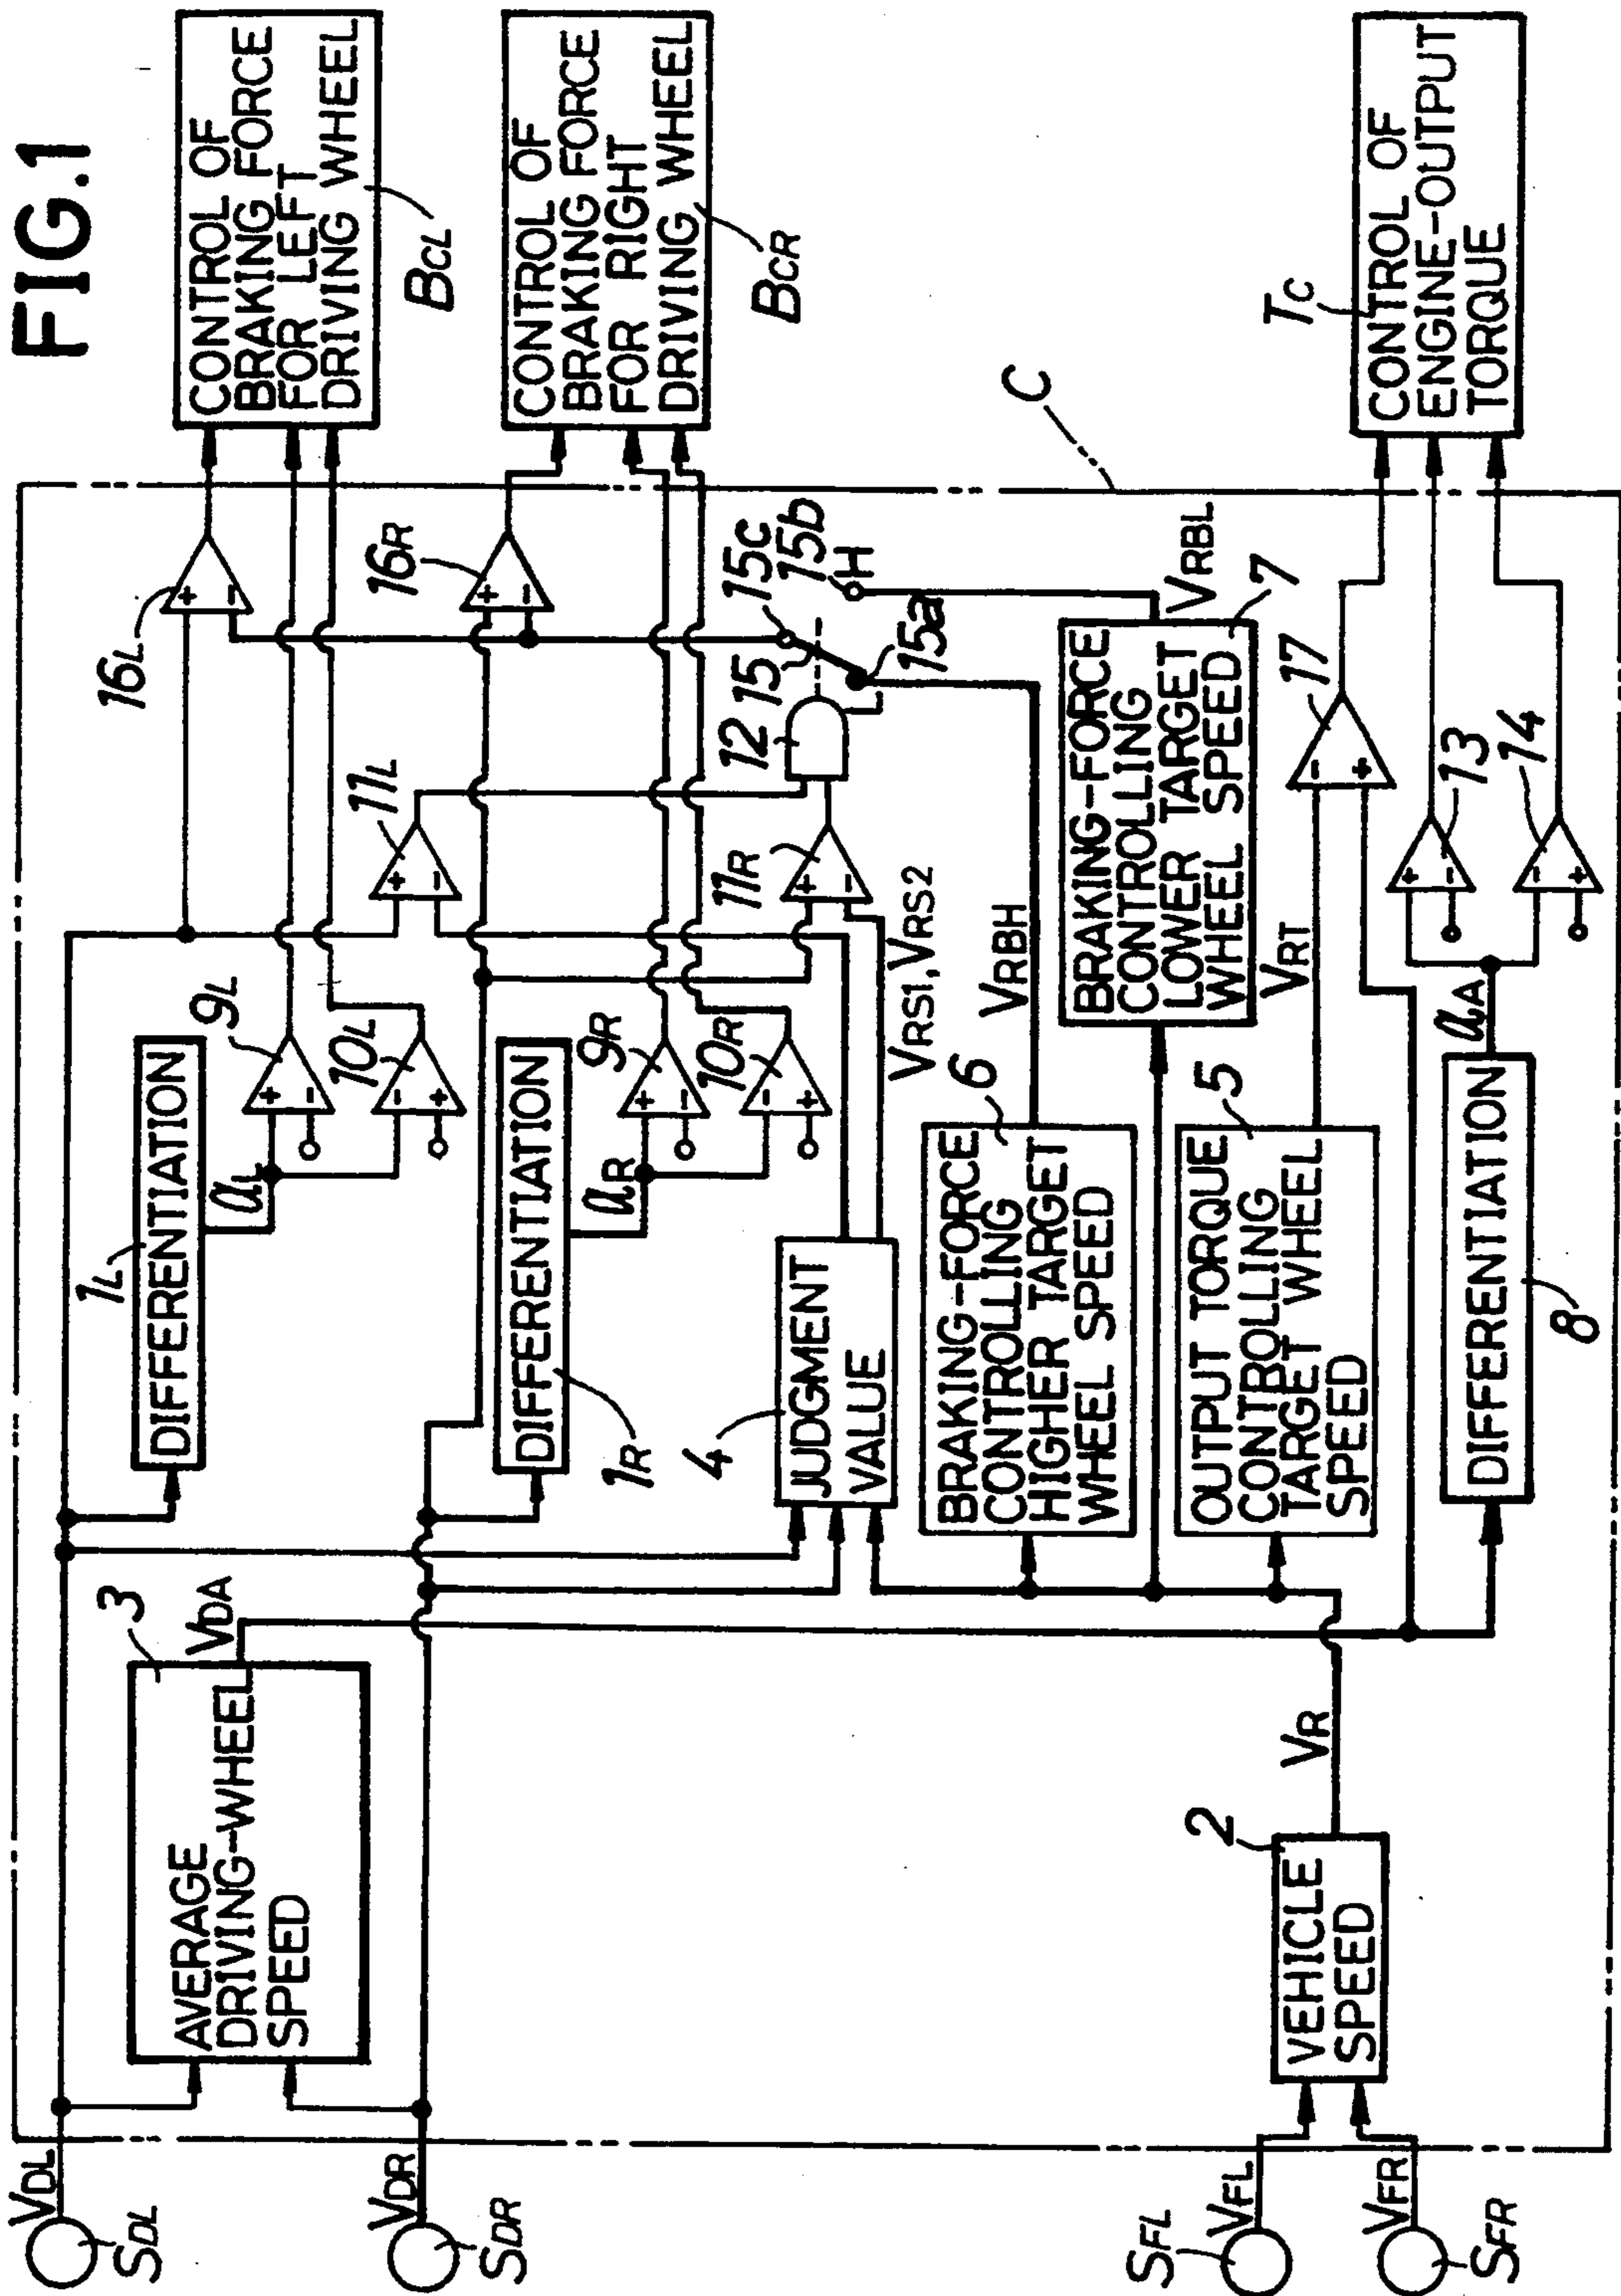 FIG.1
CONTROL OF
BRAKING FORCE
FOR LEFT
DRIVING WHEEL
BCL
CONTROL OF
BRAKING FORCE
FOR RIGHT
DRIVING WHEEL
BCR
CONTROL OF
ENGINE-OUTPUT
TORQUE
TC
C
VDL
SDL
VDR
SDR
VFL
SFL
VFR
SFR
AVERAGE
DRIVING-WHEEL
SPEED
3
VDA
VEHICLE
SPEED
2
VR
1L
DIFFERENTIATION
αL
9L
+
-
10L
-
+
DIFFERENTIATION
1R
αR
9R
+
-
10R
-
+
JUDGMENT
VALUE
4
VRS1,VRS2
BRAKING-FORCE
CONTROLLING
HIGHER TARGET
WHEEL SPEED
6
VRBH
OUTPUT TORQUE
CONTROLLING
TARGET WHEEL
SPEED
5
VRT
DIFFERENTIATION
8
αA
BRAKING-FORCE
CONTROLLING
LOWER TARGET
WHEEL SPEED
7
VRBL
11L
+
-
11R
+
-
12
15
15a
15b
15c
H
16L
+
-
16R
+
-
17
-
+
13
+
-
14
-
+